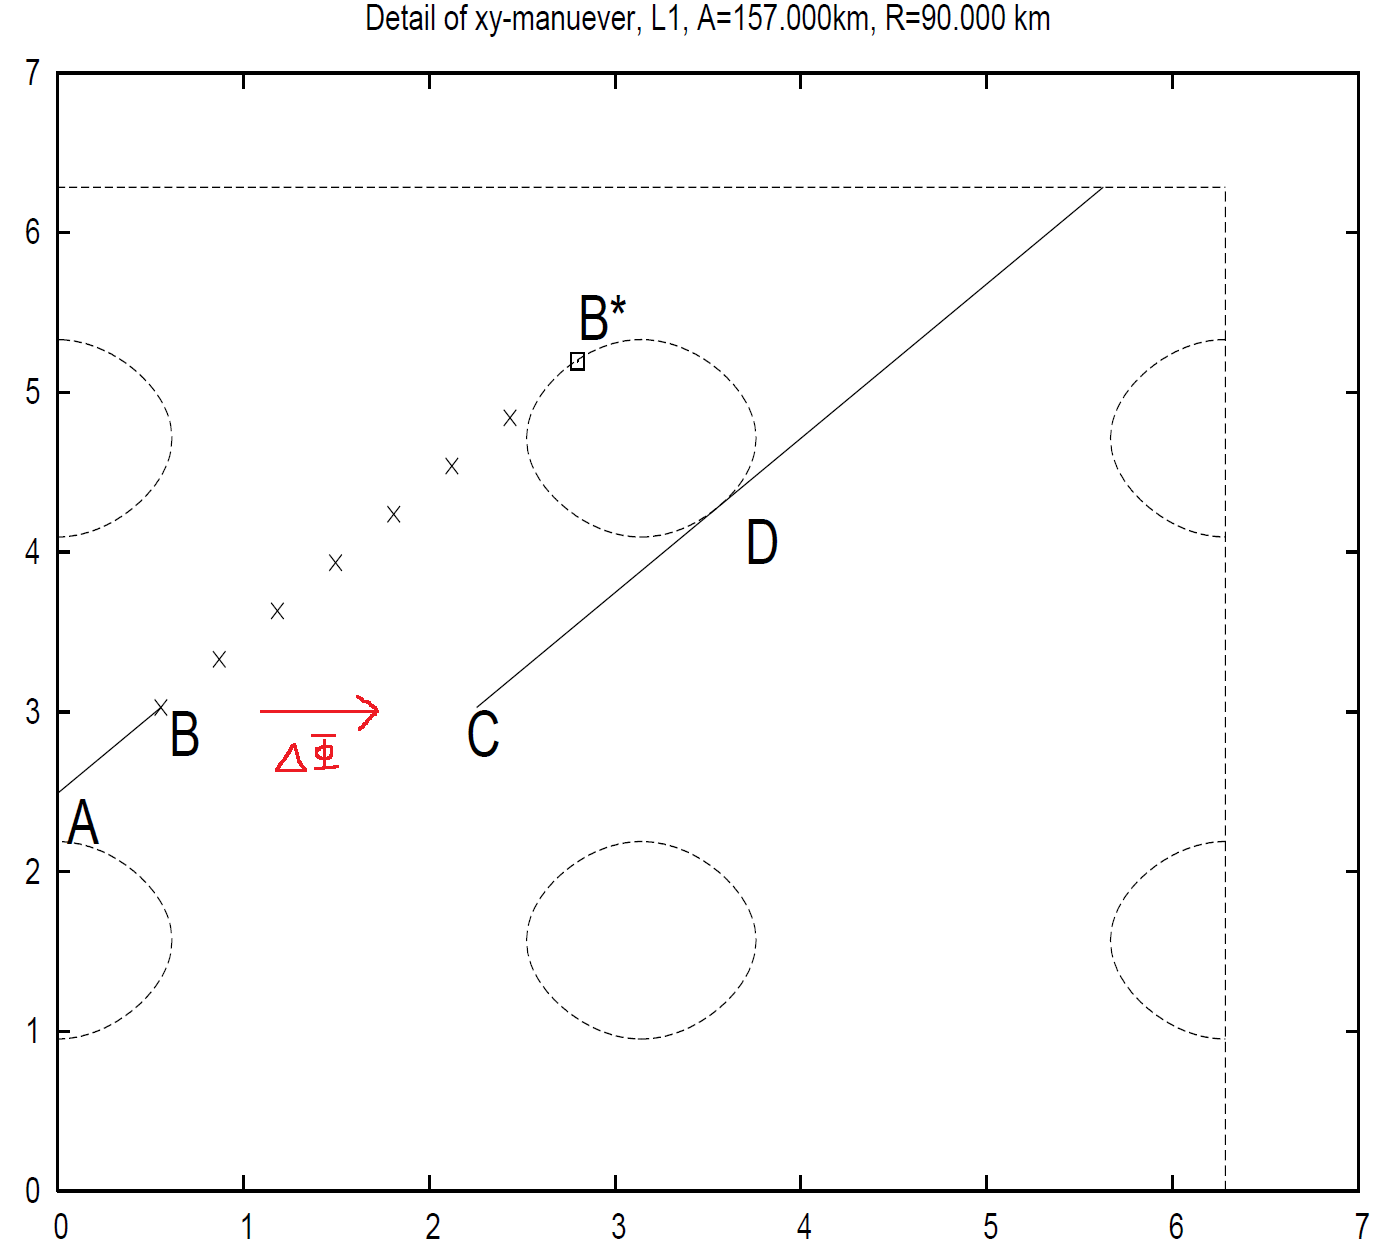 Detail of xy-manuever, L1, A=157.000km, R=90.000 km
7
6
B*
5
4
D
3
B
C
ΔΦ
A
2
1
0
0 1 2 3 4 5 6 7